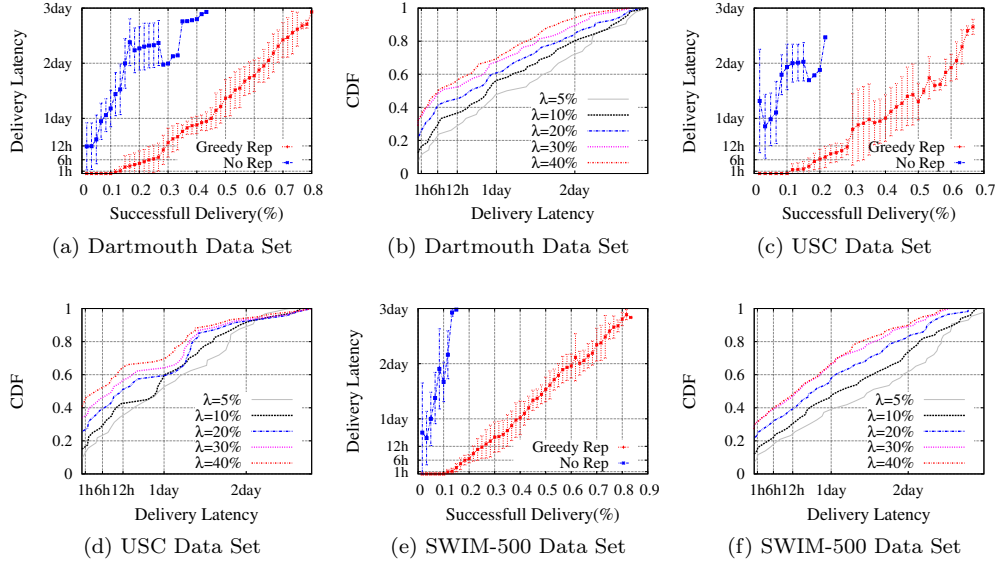 3day
2day
1day
12h
6h
1h
Delivery Latency
Greedy Rep
No Rep
0 0.1 0.2 0.3 0.4 0.5 0.6 0.7 0.8
Successfull Delivery(%)
(a) Dartmouth Data Set
1
0.8
0.6
0.4
0.2
0
CDF
λ=5%
λ=10%
λ=20%
λ=30%
λ=40%
1h6h12h 1day 2day
Delivery Latency
(b) Dartmouth Data Set
3day
2day
1day
12h
6h
1h
Delivery Latency
Greedy Rep
No Rep
0 0.1 0.2 0.3 0.4 0.5 0.6 0.7
Successfull Delivery(%)
(c) USC Data Set
1
0.8
0.6
0.4
0.2
0
CDF
λ=5%
λ=10%
λ=20%
λ=30%
λ=40%
1h6h12h 1day 2day
Delivery Latency
(d) USC Data Set
3day
2day
1day
12h
6h
1h
Delivery Latency
Greedy Rep
No Rep
0 0.1 0.2 0.3 0.4 0.5 0.6 0.7 0.8 0.9
Successfull Delivery(%)
(e) SWIM-500 Data Set
1
0.8
0.6
0.4
0.2
0
CDF
λ=5%
λ=10%
λ=20%
λ=30%
λ=40%
1h6h12h 1day 2day
Delivery Latency
(f) SWIM-500 Data Set